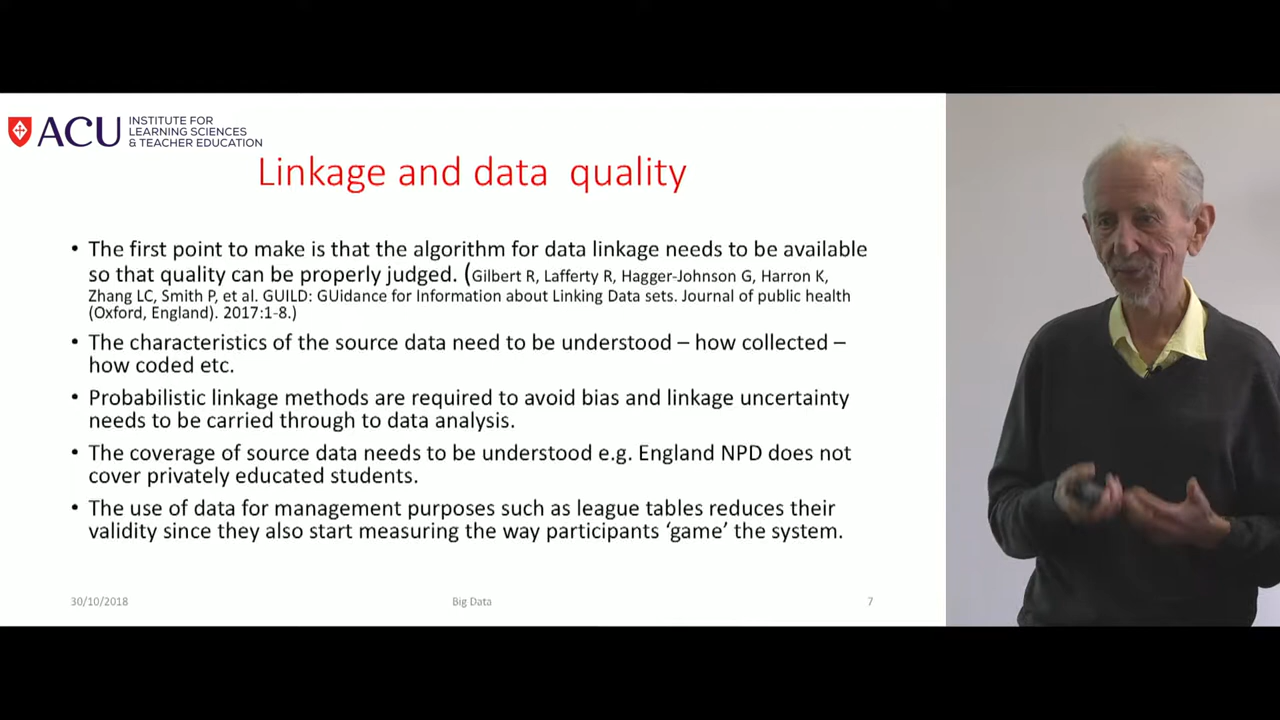 ACU
INSTITUTE FOR
LEARNING SCIENCES
& TEACHER EDUCATION
Linkage and data quality
• The first point to make is that the algorithm for data linkage needs to be available
so that quality can be properly judged. (Gilbert R, Lafferty R, Hagger-Johnson G, Harron K,
Zhang LC, Smith P, et al. GUILD: GUidance for Information about Linking Data sets. Journal of public health
(Oxford, England). 2017:1-8.)
• The characteristics of the source data need to be understood – how collected –
how coded etc.
• Probabilistic linkage methods are required to avoid bias and linkage uncertainty
needs to be carried through to data analysis.
• The coverage of source data needs to be understood e.g. England NPD does not
cover privately educated students.
• The use of data for management purposes such as league tables reduces their
validity since they also start measuring the way participants ‘game’ the system.
30/10/2018
Big Data
7